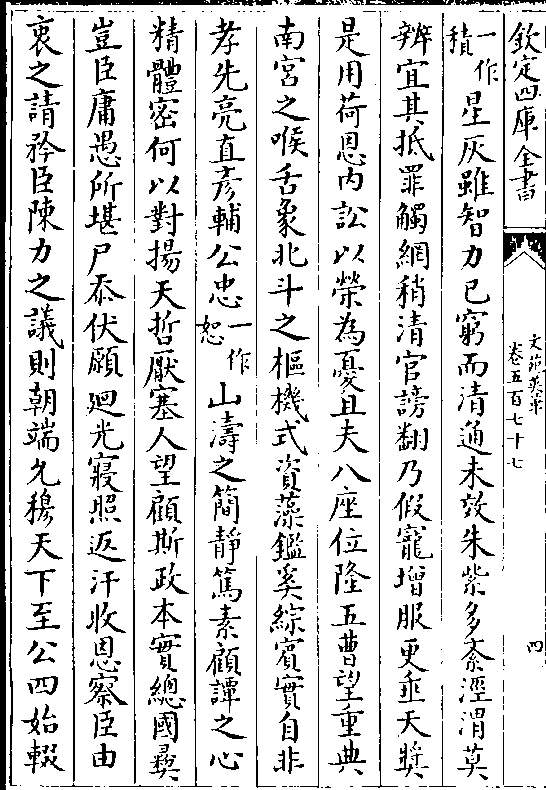 欽定四庫全書
文苑英華
卷五百七十七
四
一作積星灰雖智力已窮而清通未效朱紫多紊涇渭莫
辨宜其抵罪觸網稍清官謗翻乃假寵增服更垂天獎
是用荷恩内訟以榮為憂且夫八座位隆五曹望重典
南宮之喉舌象北斗之樞機式資藻鑑奚綜賓實自非
孝先亮直彥輔公忠一作恕山濤之簡靜篤素顧譚之心
精體密何以對揚天哲厭塞人望顧斯政本實總國彞
豈臣庸愚所堪尸忝伏願廻光寢照返汗收恩察臣由
衷之請矜臣陳力之議則朝端允穆天下至公四始輟